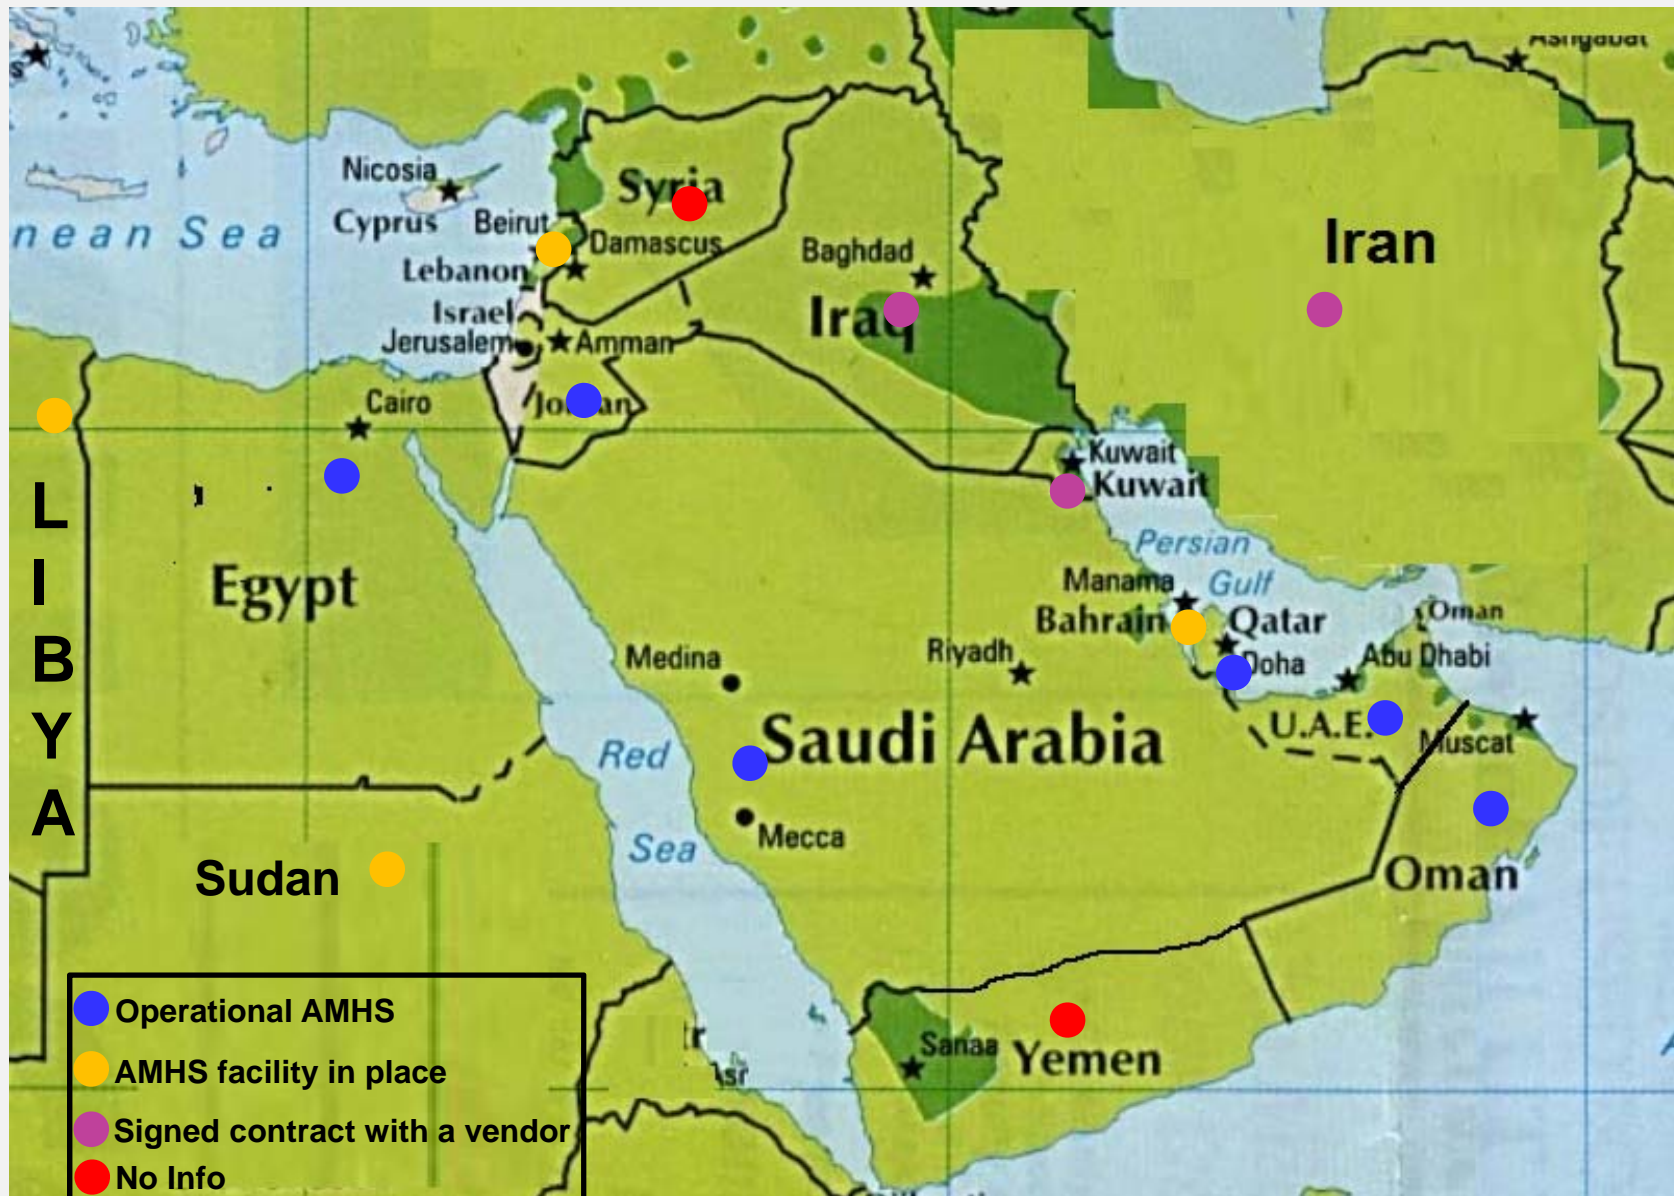 Ashgabat
Nicosia
Cyprus
nean Sea
Syria
Beirut
Damascus
Lebanon
Israel
Jerusalem
Amman
Jordan
Baghdad
Iraq
Iran
Cairo
Kuwait
Kuwait
Persian
Gulf
Manama
Bahrain
Qatar
Doha
Oman
Abu Dhabi
U.A.E.
Muscat
Riyadh
Medina
Saudi Arabia
Mecca
Red
Sea
Egypt
L
I
B
Y
A
Sudan
Oman
Sanaa
Yemen
Operational AMHS
AMHS facility in place
Signed contract with a vendor
No Info